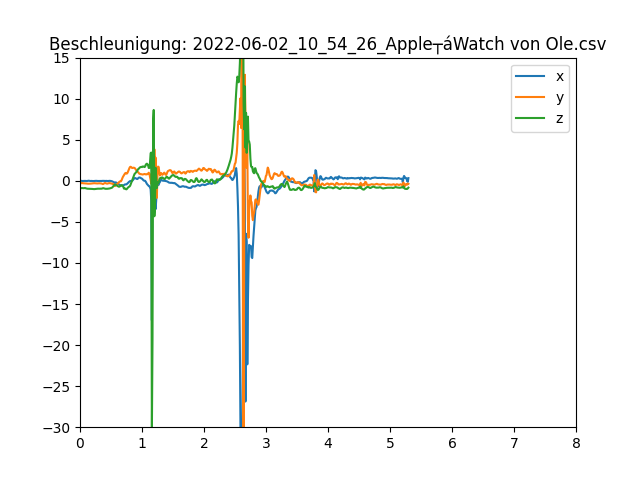 Beschleunigung: 2022-06-02_10_54_26_Apple┬áWatch von Ole.csv
15
10
5
0
−5
−10
−15
−20
−25
−30
0 1 2 3 4 5 6 7 8
x
y
z